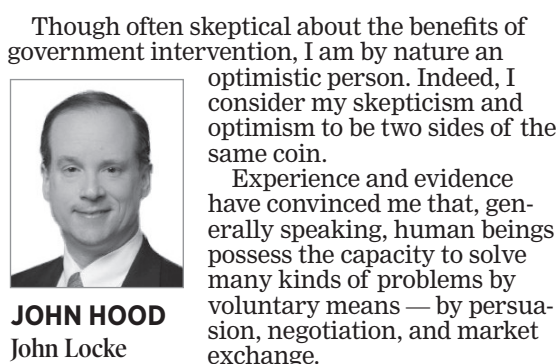 Though often skeptical about the benefits of
government intervention, I am by nature an
optimistic person. Indeed, I
consider my skepticism and
optimism to be two sides of the
same coin.
Experience and evidence
have convinced me that, gen-
erally speaking, human beings
possess the capacity to solve
many kinds of problems by
voluntary means — by persua-
sion, negotiation, and market
exchange.
JOHN HOOD
John Locke